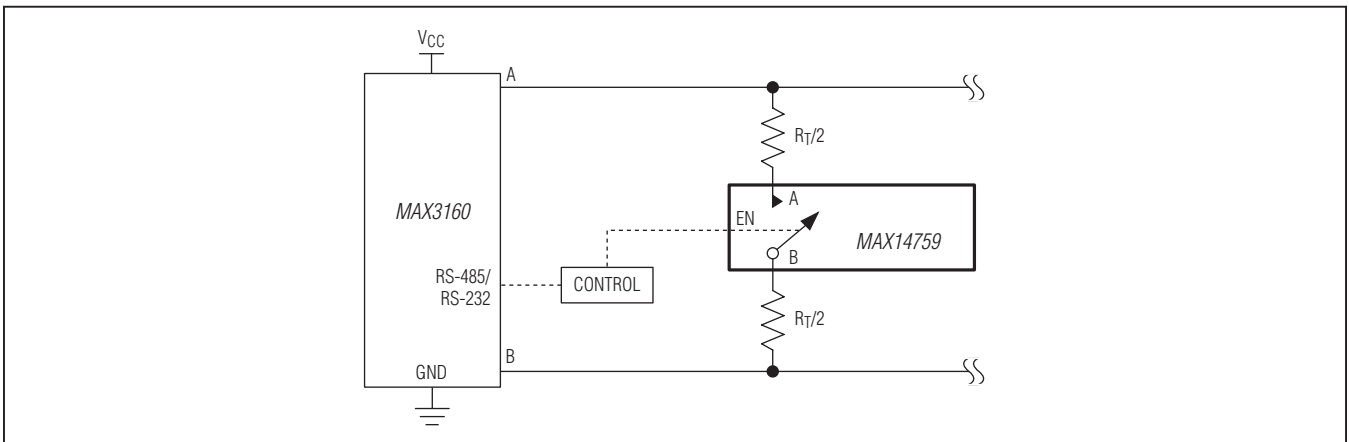 VCC
A
RT/2
MAX3160
A
EN
MAX14759
B
RS-485/
RS-232
CONTROL
RT/2
B
GND